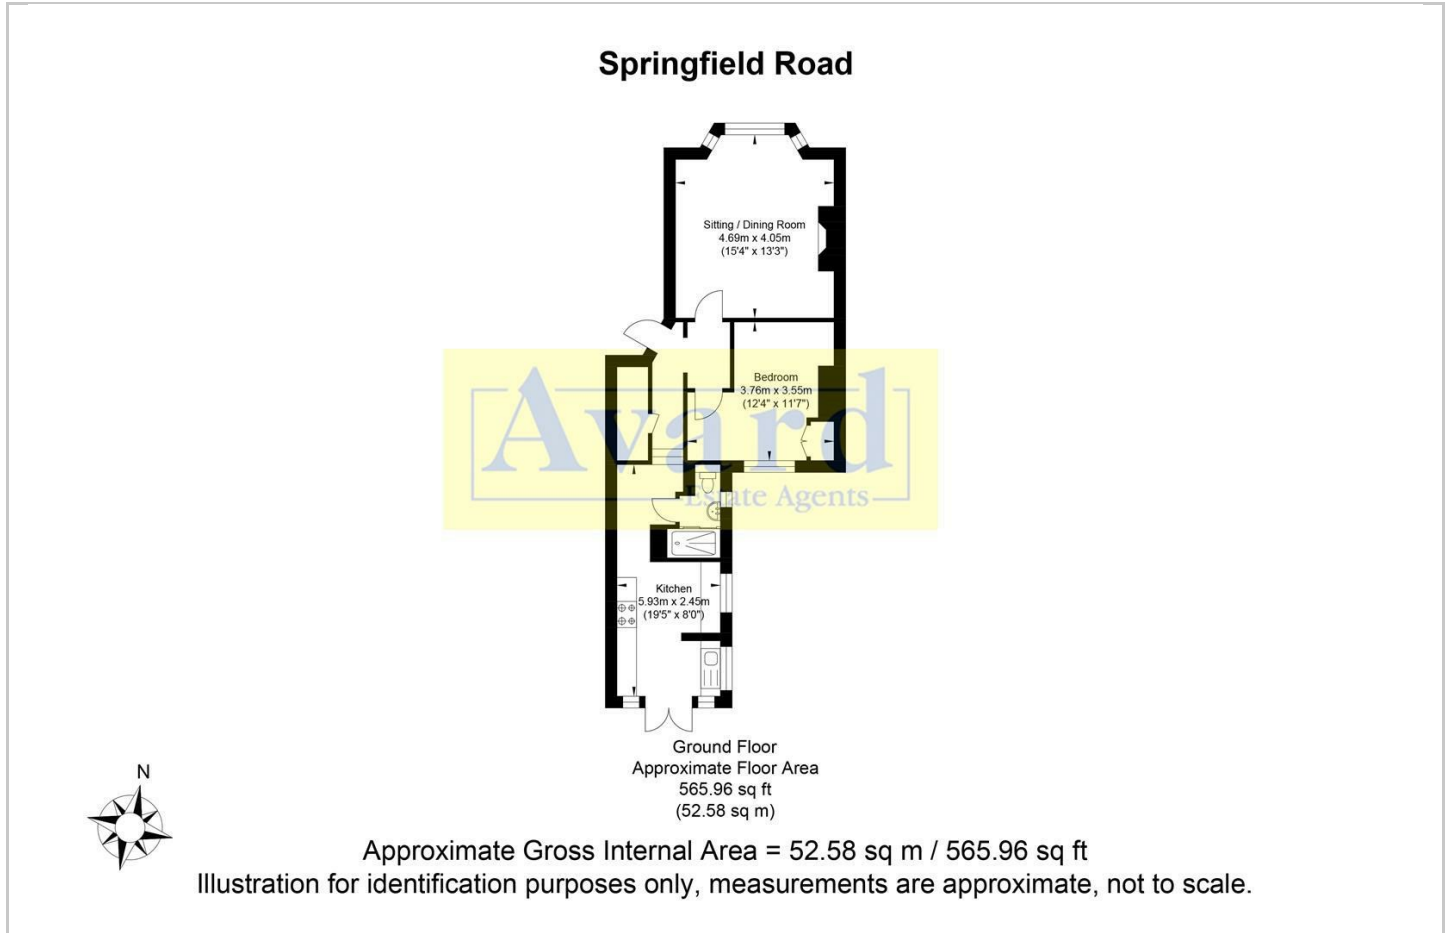 Springfield Road
Sitting / Dining Room
4.69m x 4.05m
(15'4" x 13'3")
Bedroom
3.76m x 3.55m
(12'4" x 11'7")
Avard
Estate Agents
Kitchen
5.93m x 2.45m
(19'5" x 8'0")
Ground Floor
Approximate Floor Area
565.96 sq ft
(52.58 sq m)
N
Approximate Gross Internal Area = 52.58 sq m / 565.96 sq ft
Illustration for identification purposes only, measurements are approximate, not to scale.